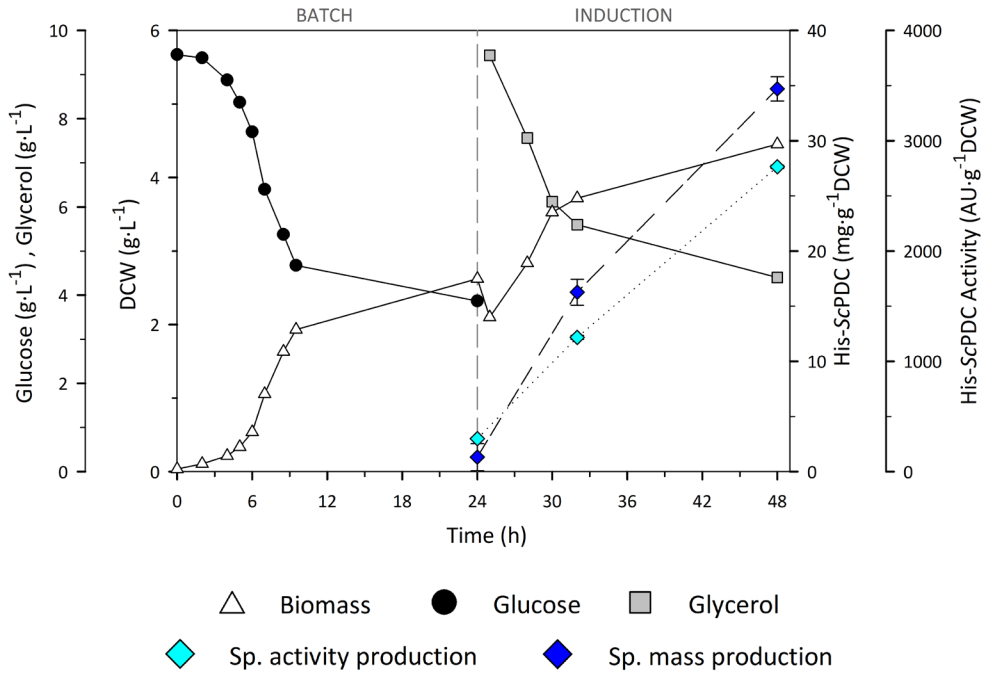 BATCH INDUCTION
10 6 40 4000
8 4 30 3000
6 20 2000
4 2 10 1000
2
0 0 0 0
Glucose (g·L⁻¹) , Glycerol (g·L⁻¹)
DCW (g·L⁻¹)
His-ScPDC (mg·g⁻¹DCW)
His-ScPDC Activity (AU·g⁻¹DCW)
0 6 12 18 24 30 36 42 48
Time (h)
Biomass Glucose Glycerol
Sp. activity production Sp. mass production